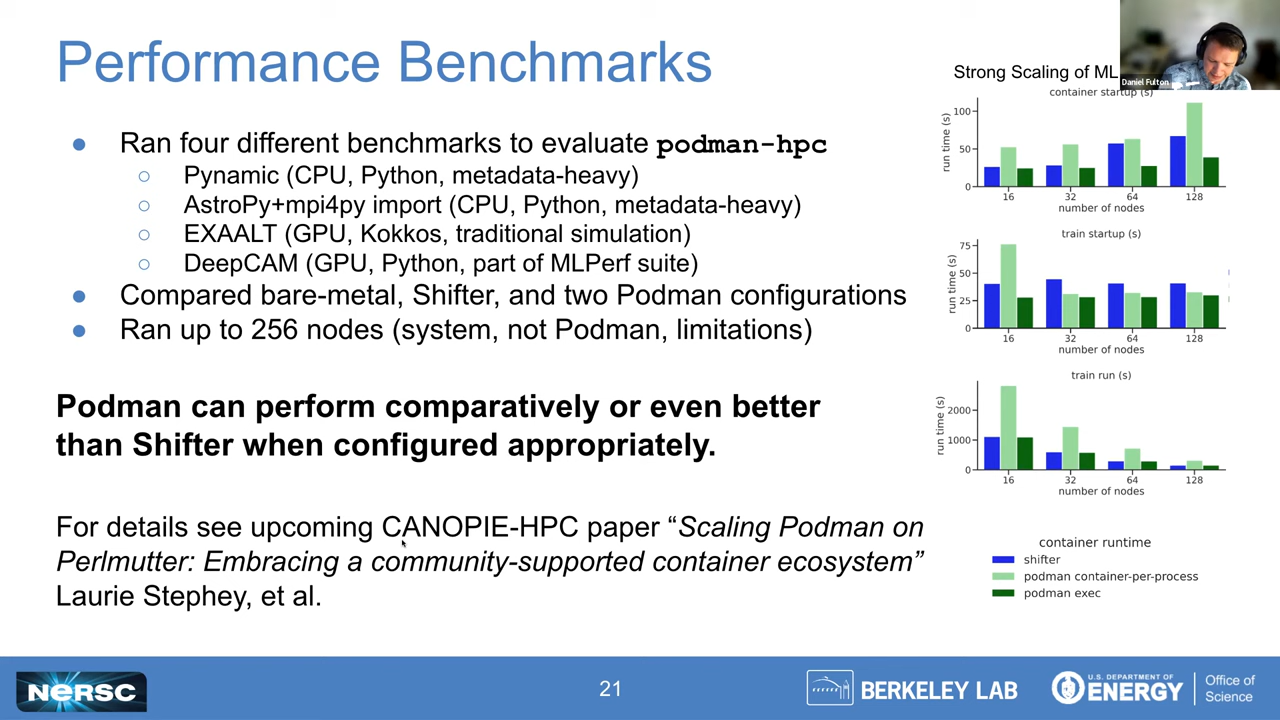 Performance Benchmarks
● Ran four different benchmarks to evaluate podman-hpc
○ Pynamic (CPU, Python, metadata-heavy)
○ AstroPy+mpi4py import (CPU, Python, metadata-heavy)
○ EXAALT (GPU, Kokkos, traditional simulation)
○ DeepCAM (GPU, Python, part of MLPerf suite)
● Compared bare-metal, Shifter, and two Podman configurations
● Ran up to 256 nodes (system, not Podman, limitations)
Podman can perform comparatively or even better
than Shifter when configured appropriately.
For details see upcoming CANOPIE-HPC paper “Scaling Podman on
Perlmutter: Embracing a community-supported container ecosystem”
Laurie Stephey, et al.
Strong Scaling of ML
Daniel Fulton
container startup (s)
run time (s)
100
50
0
16 32 64 128
number of nodes
train startup (s)
run time (s)
75
50
25
0
16 32 64 128
number of nodes
train run (s)
run time (s)
2000
1000
0
16 32 64 128
number of nodes
container runtime
shifter
podman container-per-process
podman exec
NERSC
21
BERKELEY LAB
U.S. DEPARTMENT OF
ENERGY
Office of
Science